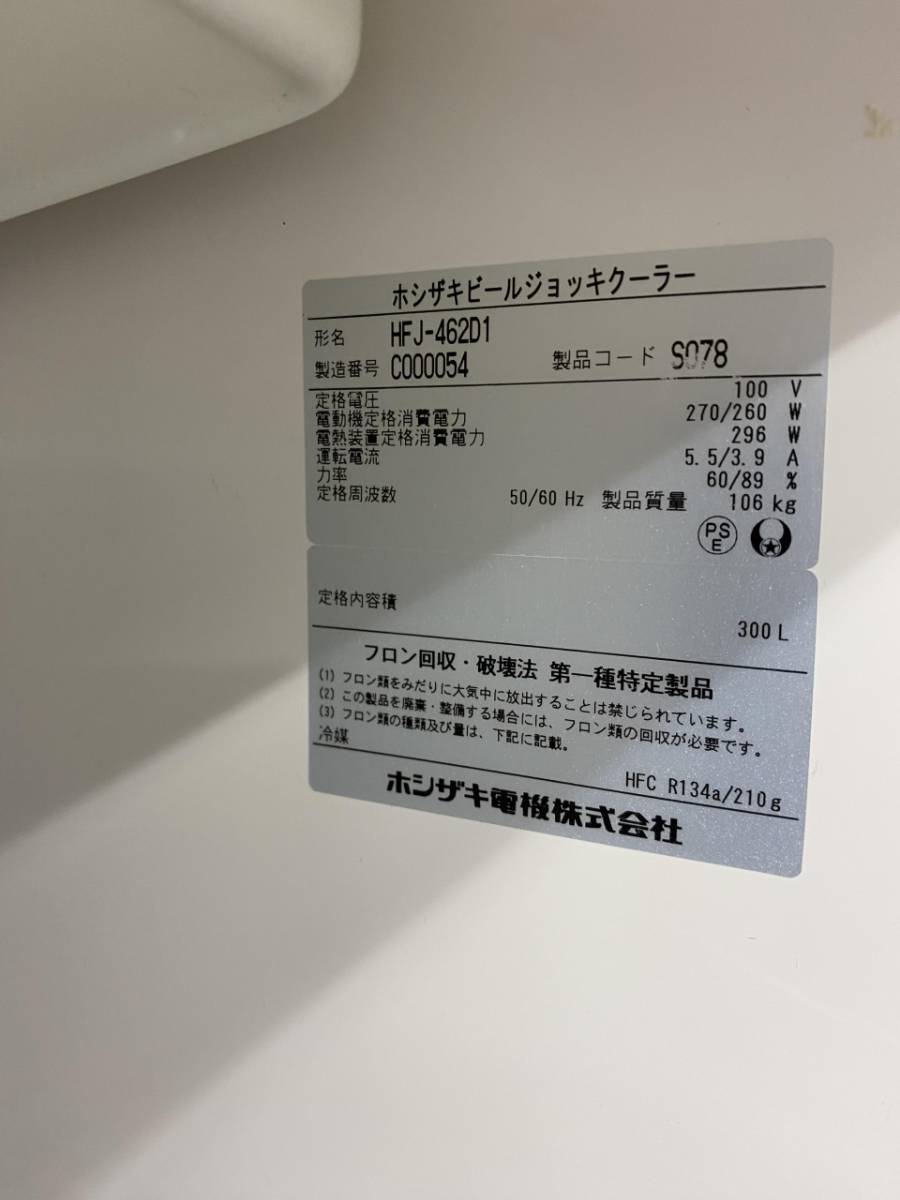 ホシザキビールジョッキクーラー
形名 HFJ-462D1
製造番号 C000054 製品コード S078
定格電圧 100 V
電動機定格消費電力 270/260 W
電熱装置定格消費電力 296 W
運転電流 5.5/3.9 A
力率 60/89 %
定格周波数 50/60 Hz 製品質量 106 kg
PS
E
定格内容積 300 L
フロン回収・破壊法 第一種特定製品
(1) フロン類をみだりに大気中に放出することは禁じられています。
(2) この製品を廃棄・整備する場合には、フロン類の回収が必要です。
(3) フロン類の種類及び量は、下記に記載。
冷媒 HFC R134a/210g
ホシザキ電機株式会社